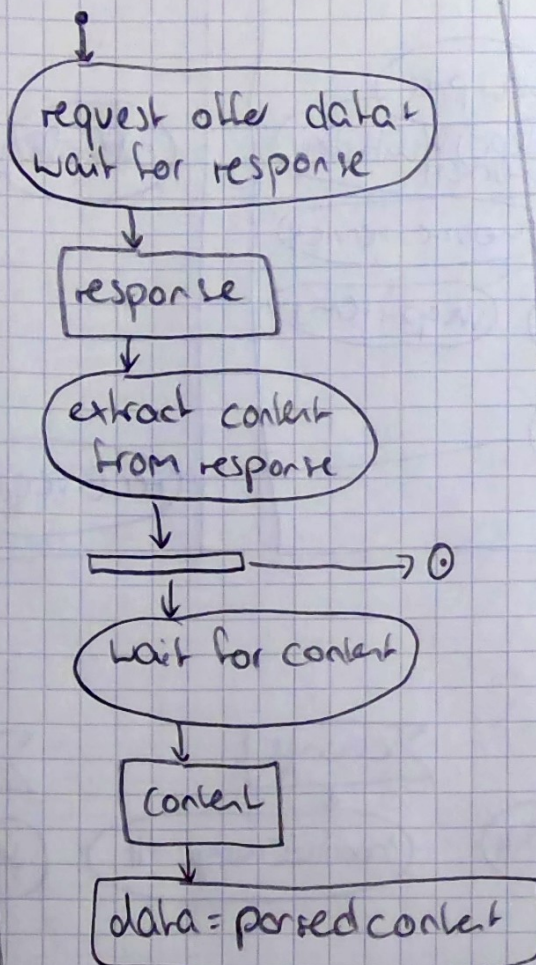 request offer data +
wait for response
response
extract content
from response
wait for content
content
data = parsed content